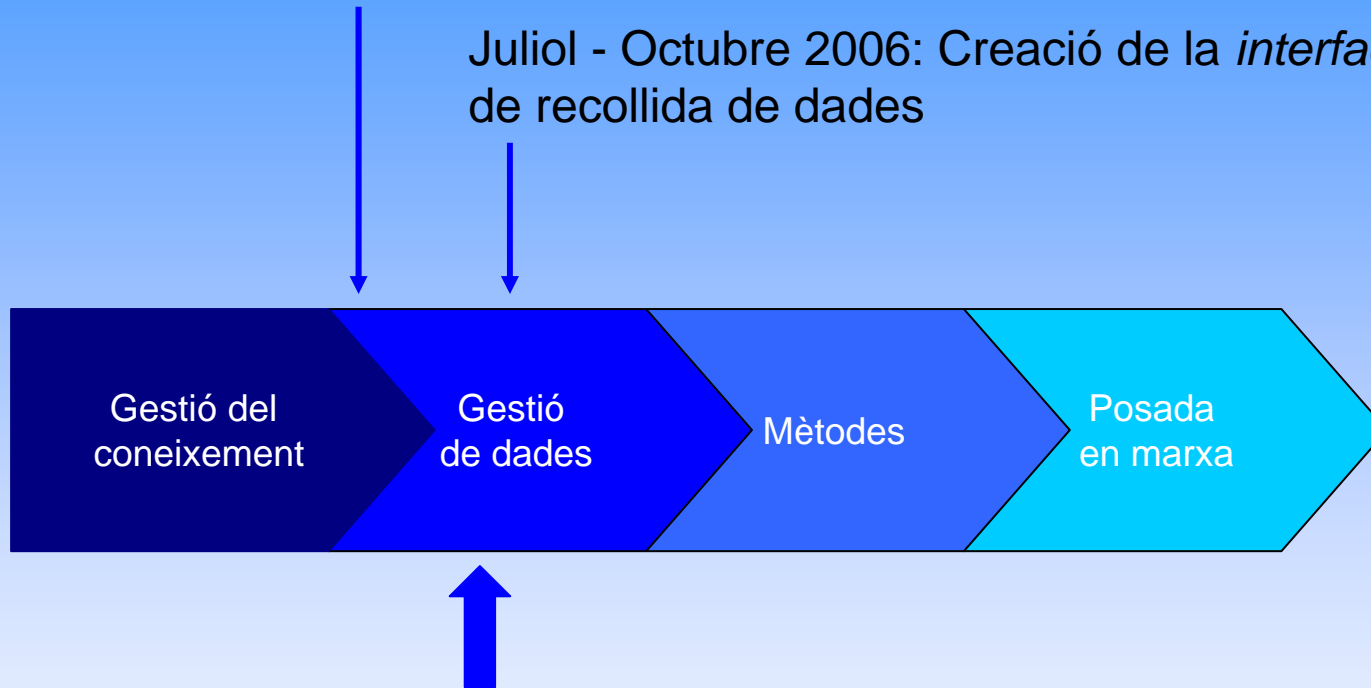 Juliol - Octubre 2006: Creació de la interfa
de recollida de dades
Gestió del
coneixement
Gestió
de dades
Mètodes
Posada
en marxa